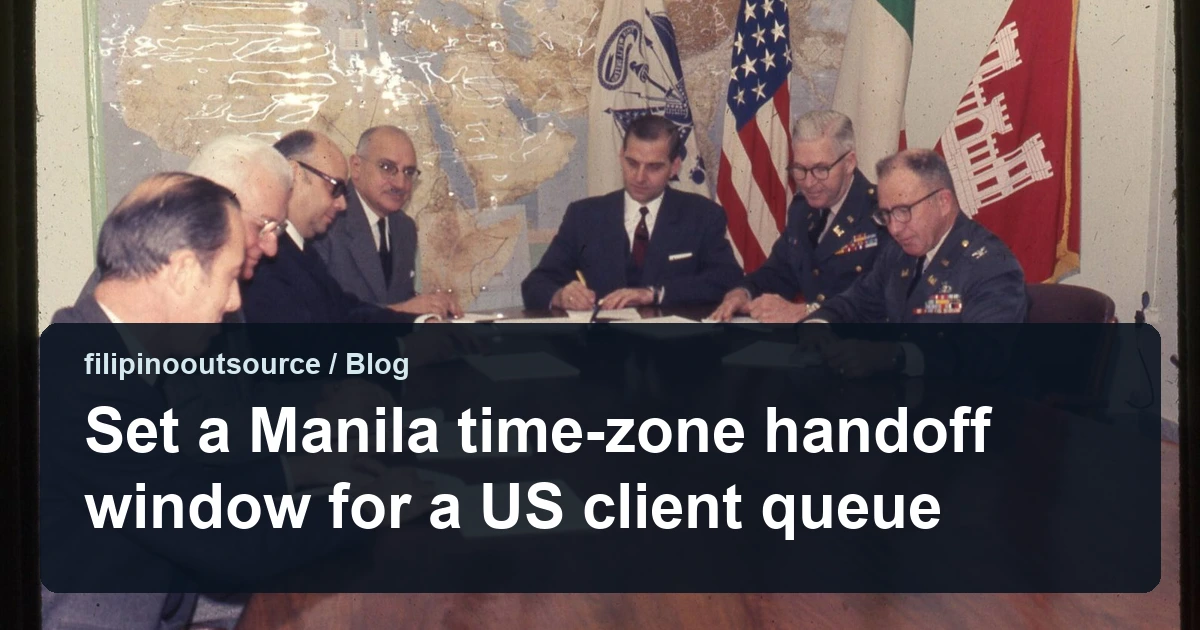 filipinooutsource / Blog
Set a Manila time-zone handoff
window for a US client queue